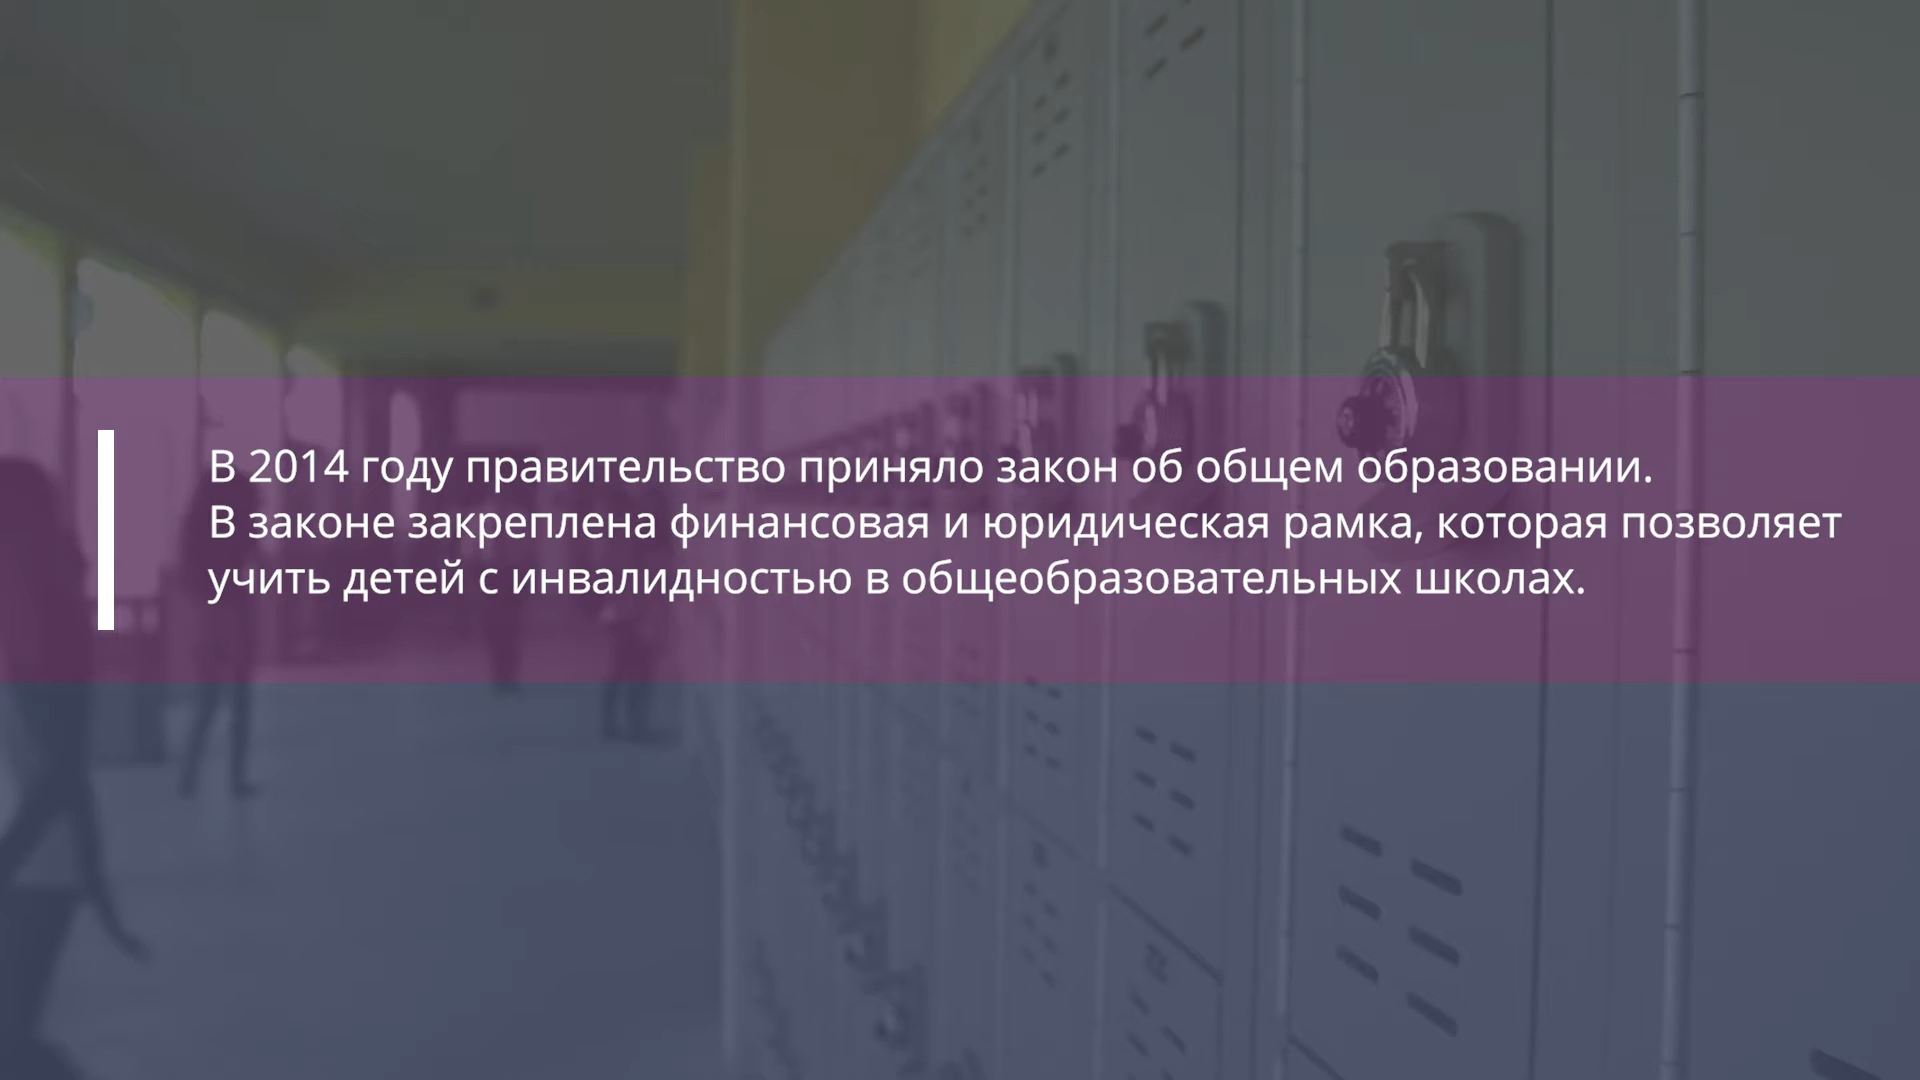 В 2014 году правительство приняло закон об общем образовании.
В законе закреплена финансовая и юридическая рамка, которая позволяет
учить детей с инвалидностью в общеобразовательных школах.